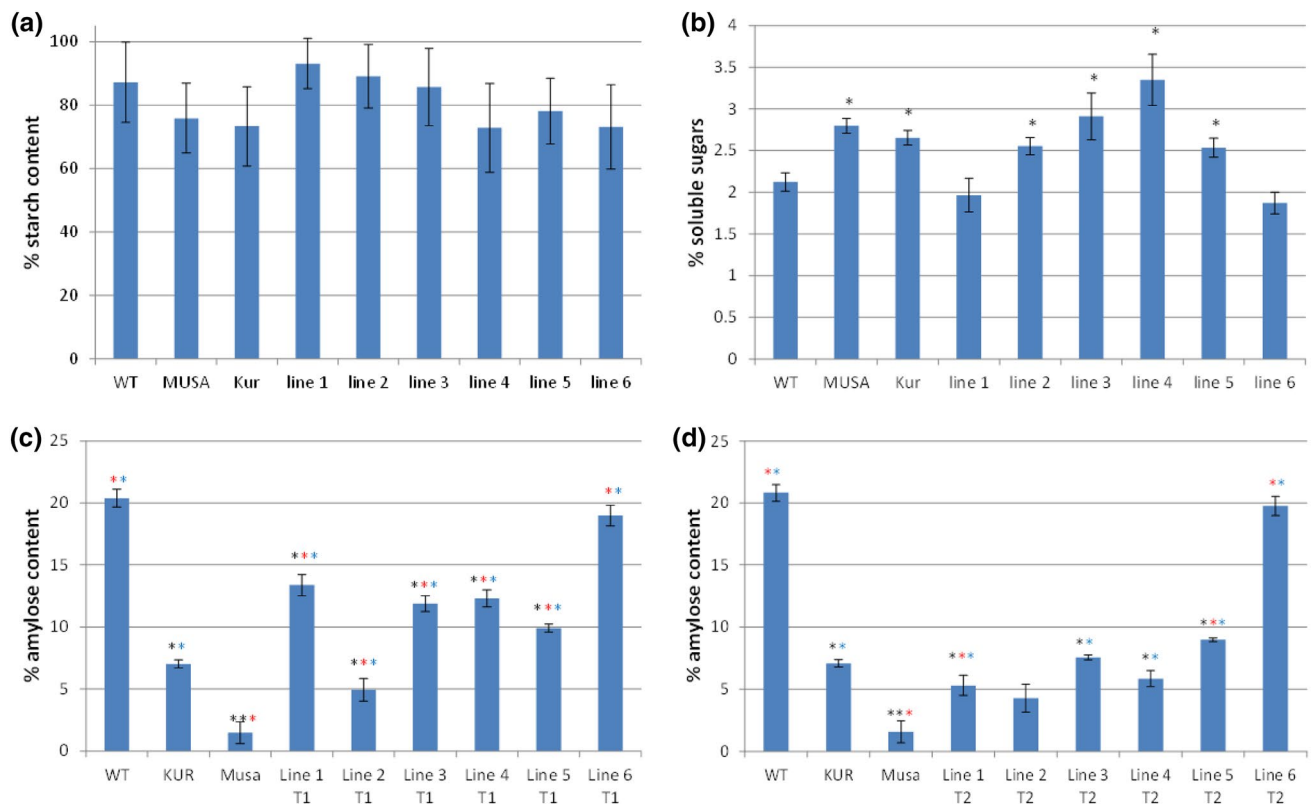 (a)
% starch content
100
80
60
40
20
0
WT MUSA Kur line 1 line 2 line 3 line 4 line 5 line 6
(b)
% soluble sugars
4
3.5
3
2.5
2
1.5
1
0.5
0
* * * * * *
WT MUSA Kur line 1 line 2 line 3 line 4 line 5 line 6
(c)
% amylose content
25
20
15
10
5
0
** ** *** *** *** *** *** *** **
WT KUR Musa Line 1 Line 2 Line 3 Line 4 Line 5 Line 6
T1 T1 T1 T1 T1 T1
(d)
% amylose content
25
20
15
10
5
0
** ** *** *** ** ** *** **
WT KUR Musa Line 1 Line 2 Line 3 Line 4 Line 5 Line 6
T2 T2 T2 T2 T2 T2